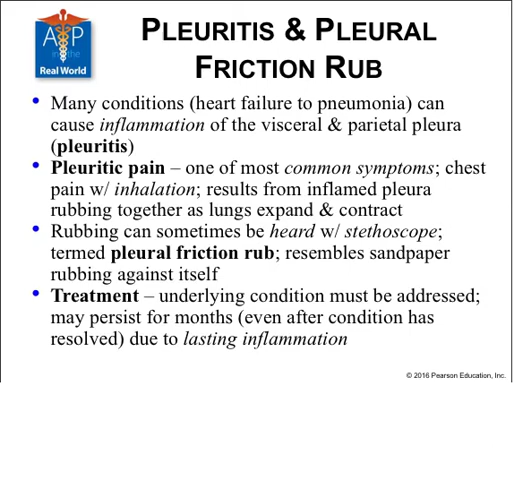 PLEURITIS & PLEURAL
FRICTION RUB
A&P
in the
Real World
• Many conditions (heart failure to pneumonia) can
cause inflammation of the visceral & parietal pleura
(pleuritis)
• Pleuritic pain – one of most common symptoms; chest
pain w/ inhalation; results from inflamed pleura
rubbing together as lungs expand & contract
• Rubbing can sometimes be heard w/ stethoscope;
termed pleural friction rub; resembles sandpaper
rubbing against itself
• Treatment – underlying condition must be addressed;
may persist for months (even after condition has
resolved) due to lasting inflammation
© 2016 Pearson Education, Inc.